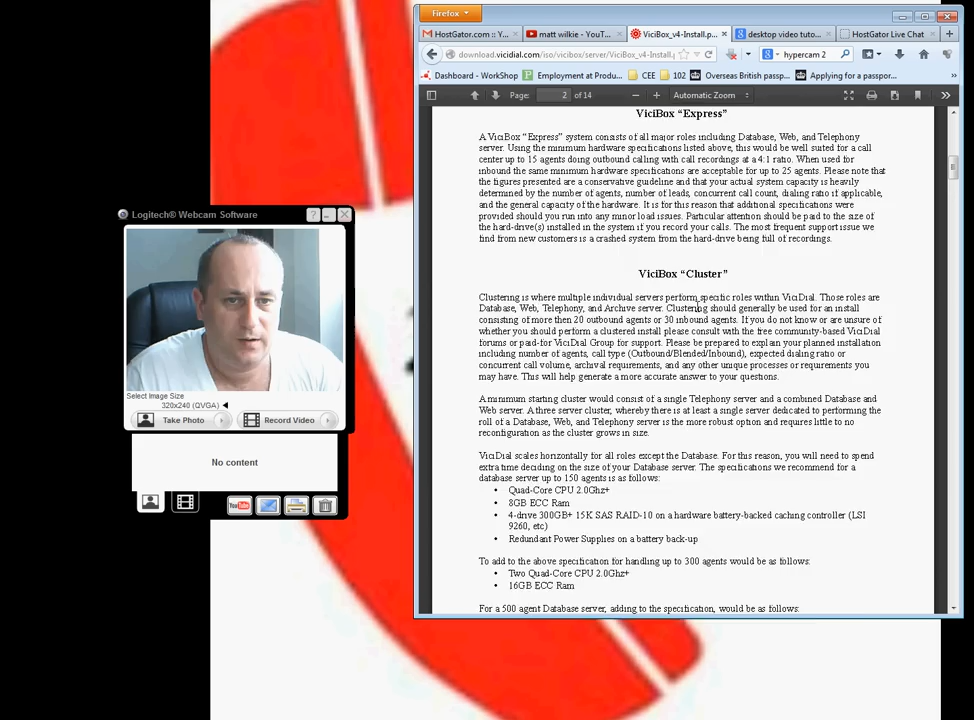 Firefox
HostGator.com :: Y...
matt wilkie - YouT...
ViciBox_v4-Install.p...
desktop video tuto...
HostGator Live Chat
download.vicidial.com/iso/vicibox/server/ViciBox_v4-Install.p
hypercam 2
Dashboard - WorkShop
Employment at Produ...
CEE
102
Overseas British passp...
Applying for a passpor...
Page: 2 of 14
Automatic Zoom
ViciBox “Express”
A ViciBox “Express” system consists of all major roles including Database, Web, and Telephony
server. Using the minimum hardware specifications listed above, this would be well suited for a call
center up to 15 agents doing outbound calling with call recordings at a 4:1 ratio. When used for
inbound the same minimum hardware specifications are acceptable for up to 25 agents. Please note that
the figures presented are a conservative guideline and that your actual system capacity is heavily
determined by the number of agents, number of leads, concurrent call count, dialing ratio if applicable,
and the general capacity of the hardware. It is for this reason that additional specifications were
provided should you run into any minor load issues. Particular attention should be paid to the size of
the hard-drive(s) installed in the system if you record your calls. The most frequent support issue we
find from new customers is a crashed system from the hard-drive being full of recordings.
ViciBox “Cluster”
Clustering is where multiple individual servers perform specific roles within ViciDial. Those roles are
Database, Web, Telephony, and Archive server. Clustering should generally be used for an install
consisting of more then 20 outbound agents or 30 inbound agents. If you do not know or are unsure of
whether you should perform a clustered install please consult with the free community-based ViciDial
forums or paid-for ViciDial Group for support. Please be prepared to explain your planned installation
including number of agents, call type (Outbound/Blended/Inbound), expected dialing ratio or
concurrent call volume, archival requirements, and any other unique processes or requirements you
may have. This will help generate a more accurate answer to your questions.
A minimum starting cluster would consist of a single Telephony server and a combined Database and
Web server. A three server cluster, whereby there is at least a single server dedicated to performing the
roll of a Database, Web, and Telephony server is the more robust option and requires little to no
reconfiguration as the cluster grows in size.
ViciDial scales horizontally for all roles except the Database. For this reason, you will need to spend
extra time deciding on the size of your Database server. The specifications we recommend for a
database server up to 150 agents is as follows:
• Quad-Core CPU 2.0Ghz+
• 8GB ECC Ram
• 4-drive 300GB+ 15K SAS RAID-10 on a hardware battery-backed caching controller (LSI
9260, etc)
• Redundant Power Supplies on a battery back-up
To add to the above specification for handling up to 300 agents would be as follows:
• Two Quad-Core CPU 2.0Ghz+
• 16GB ECC Ram
For a 500 agent Database server, adding to the specification, would be as follows:
Logitech® Webcam Software
Select Image Size
320x240 (QVGA)
Take Photo
Record Video
No content
You Tube